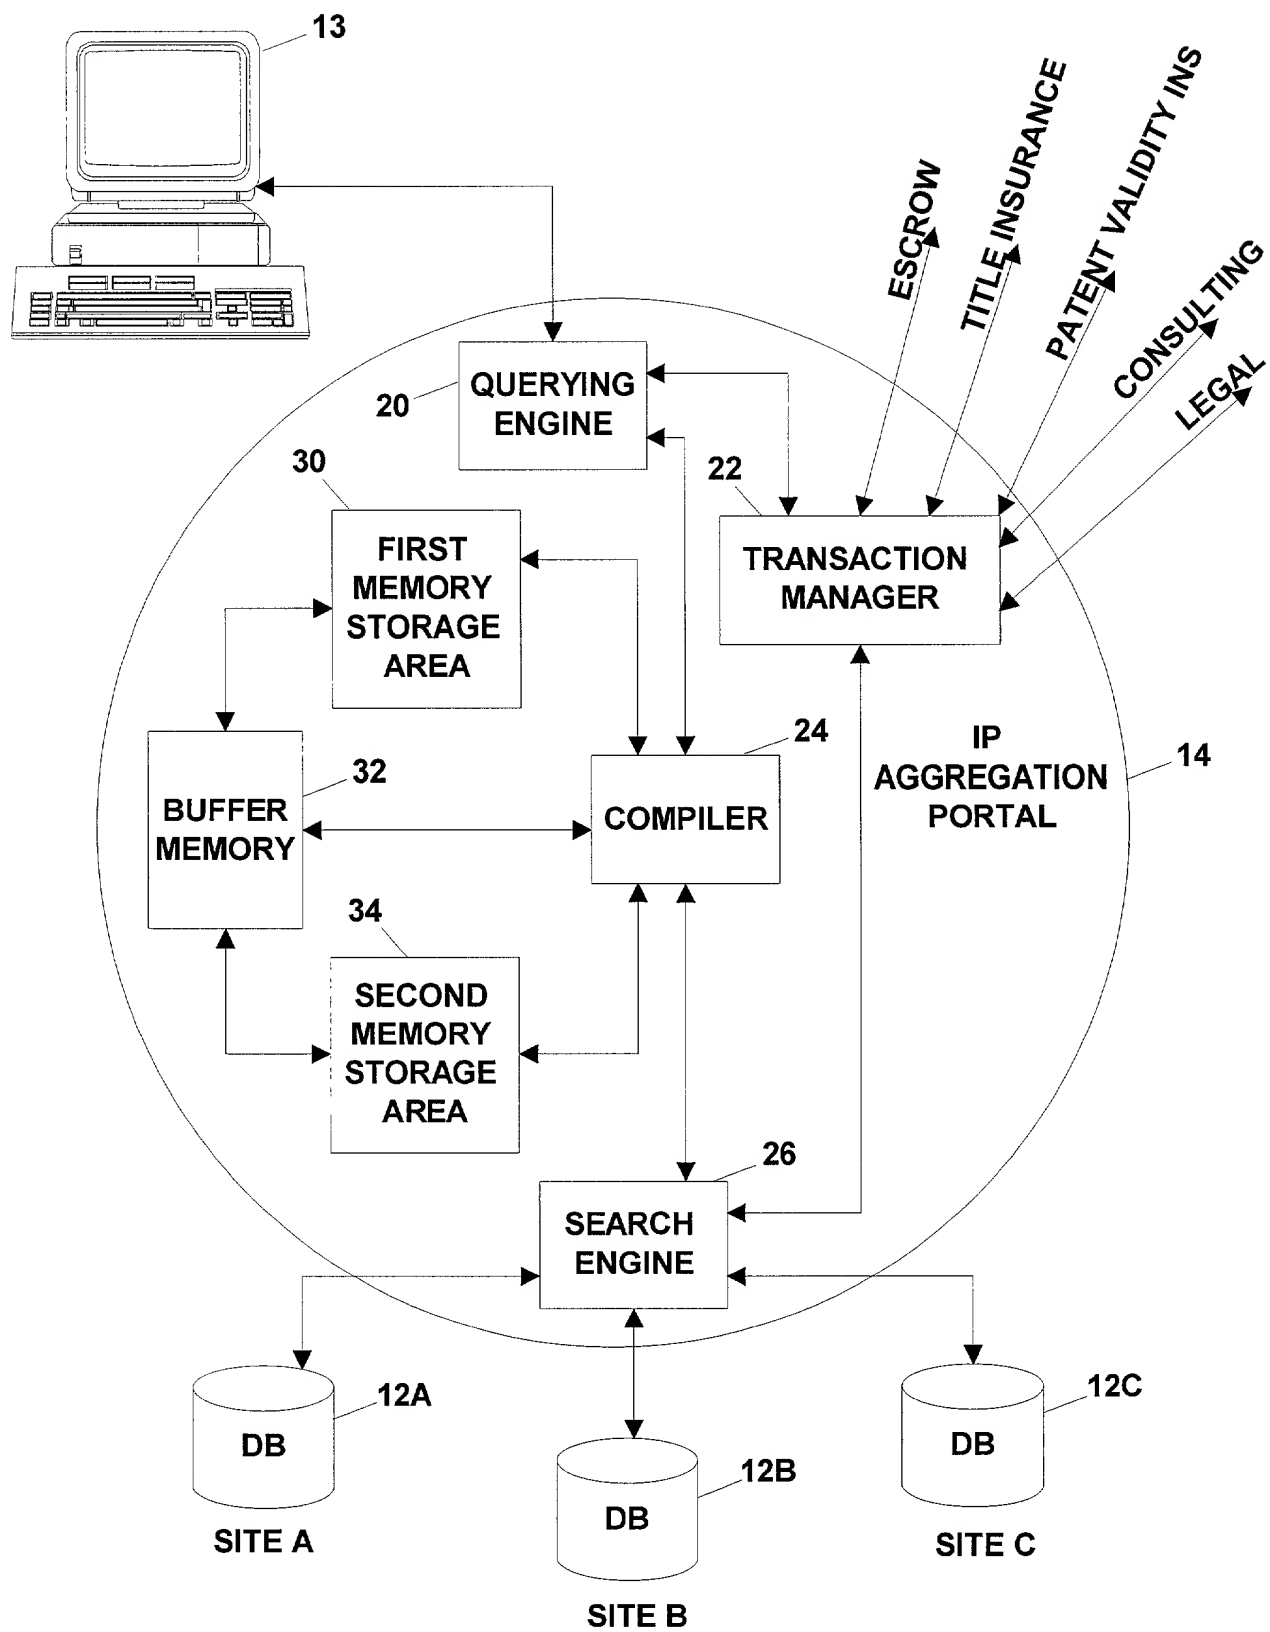 13
ESCROW
TITLE INSURANCE
PATENT VALIDITY INS
CONSULTING
LEGAL
20
QUERYING
ENGINE
30
22
FIRST
MEMORY
STORAGE
AREA
TRANSACTION
MANAGER
32
24
IP
AGGREGATION
PORTAL
14
BUFFER
MEMORY
COMPILER
34
SECOND
MEMORY
STORAGE
AREA
26
SEARCH
ENGINE
12A
DB
SITE A
12B
DB
SITE B
12C
DB
SITE C